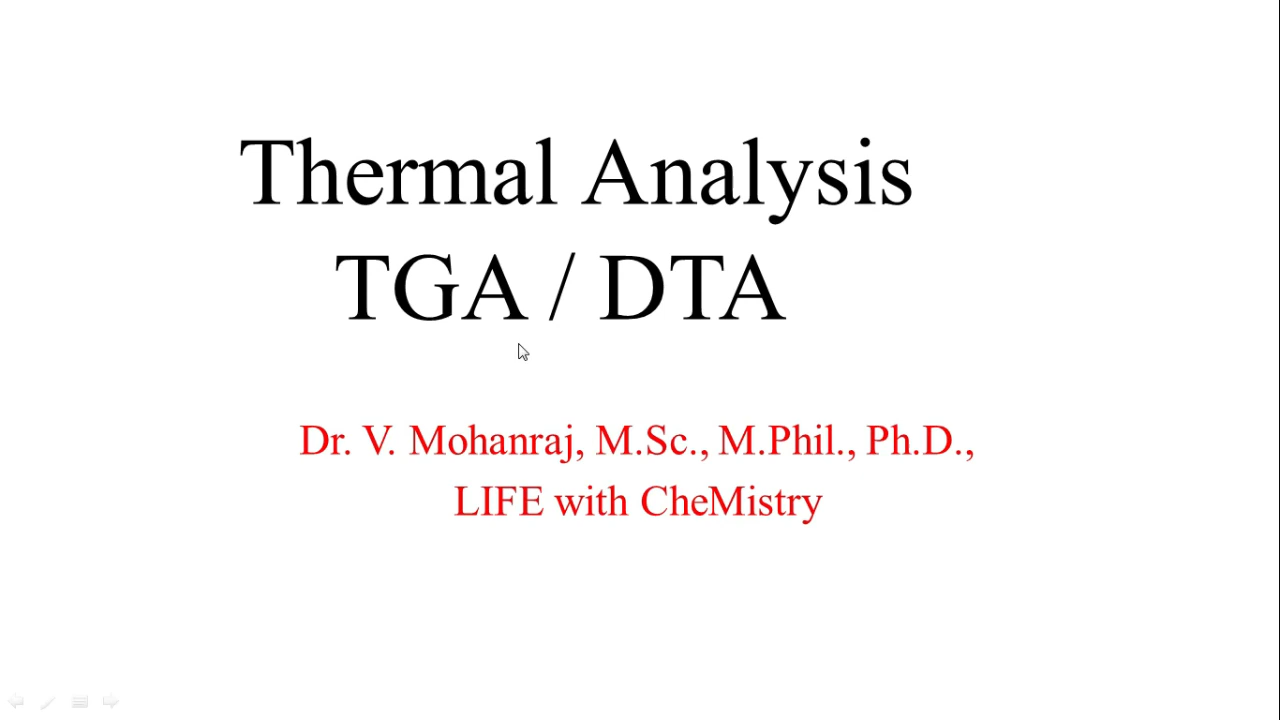 Thermal Analysis
TGA / DTA
Dr. V. Mohanraj, M.Sc., M.Phil., Ph.D.,
LIFE with CheMistry